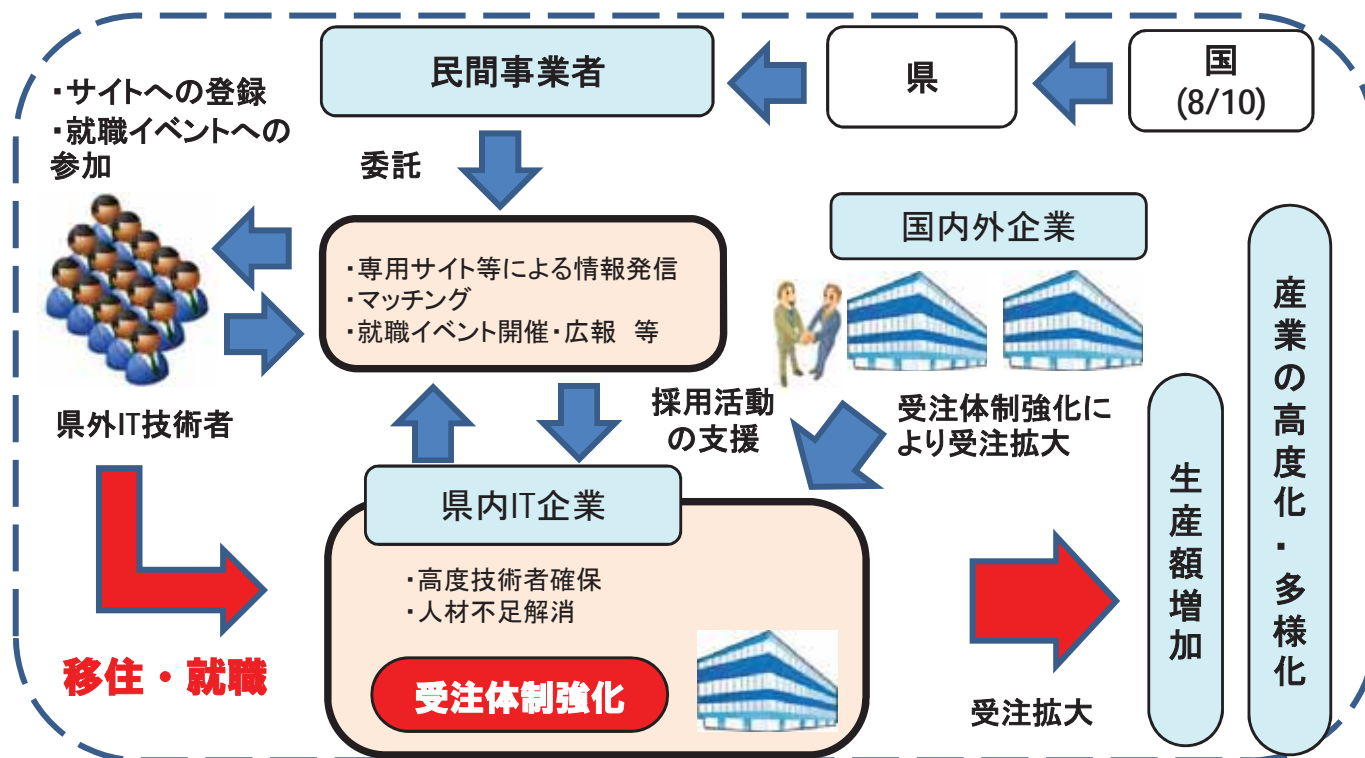 民間事業者
県
国
(8/10)
・サイトへの登録
・就職イベントへの
参加
委託
・専用サイト等による情報発信
・マッチング
・就職イベント開催・広報　等
国内外企業
県外IT技術者
採用活動
の支援
受注体制強化に
より受注拡大
県内IT企業
・高度技術者確保
・人材不足解消
受注体制強化
移住・就職
受注拡大
生産額増加
産業の高度化・多様化